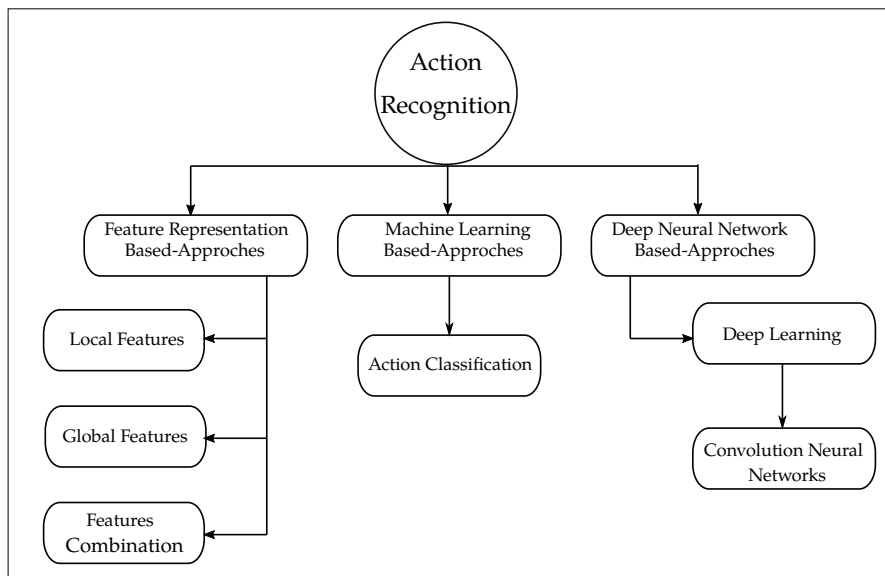 Action
Recognition
Feature Representation
Based-Approches
Machine Learning
Based-Approches
Deep Neural Network
Based-Approches
Local Features
Global Features
Features
Combination
Action Classification
Deep Learning
Convolution Neural
Networks